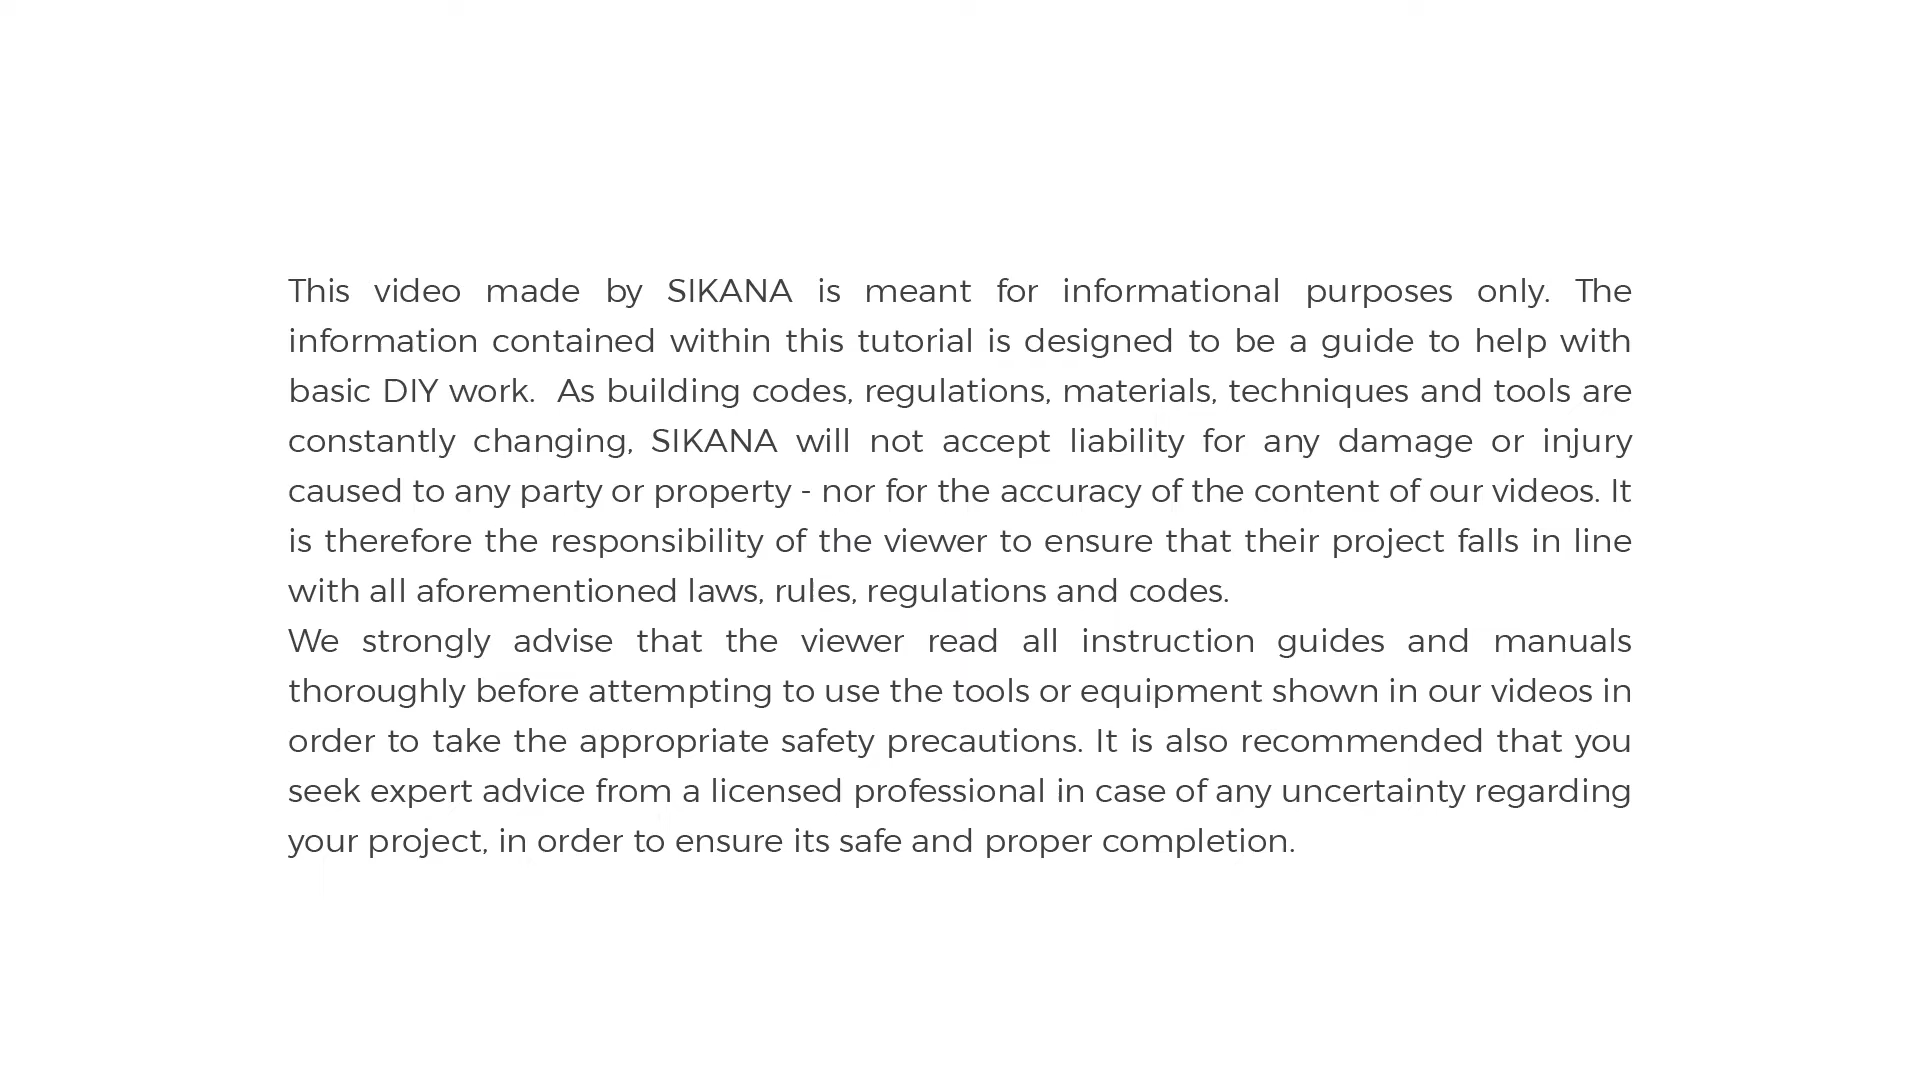 This video made by SIKANA is meant for informational purposes only. The
information contained within this tutorial is designed to be a guide to help with
basic DIY work.  As building codes, regulations, materials, techniques and tools are
constantly changing, SIKANA will not accept liability for any damage or injury
caused to any party or property - nor for the accuracy of the content of our videos. It
is therefore the responsibility of the viewer to ensure that their project falls in line
with all aforementioned laws, rules, regulations and codes.
We strongly advise that the viewer read all instruction guides and manuals
thoroughly before attempting to use the tools or equipment shown in our videos in
order to take the appropriate safety precautions. It is also recommended that you
seek expert advice from a licensed professional in case of any uncertainty regarding
your project, in order to ensure its safe and proper completion.